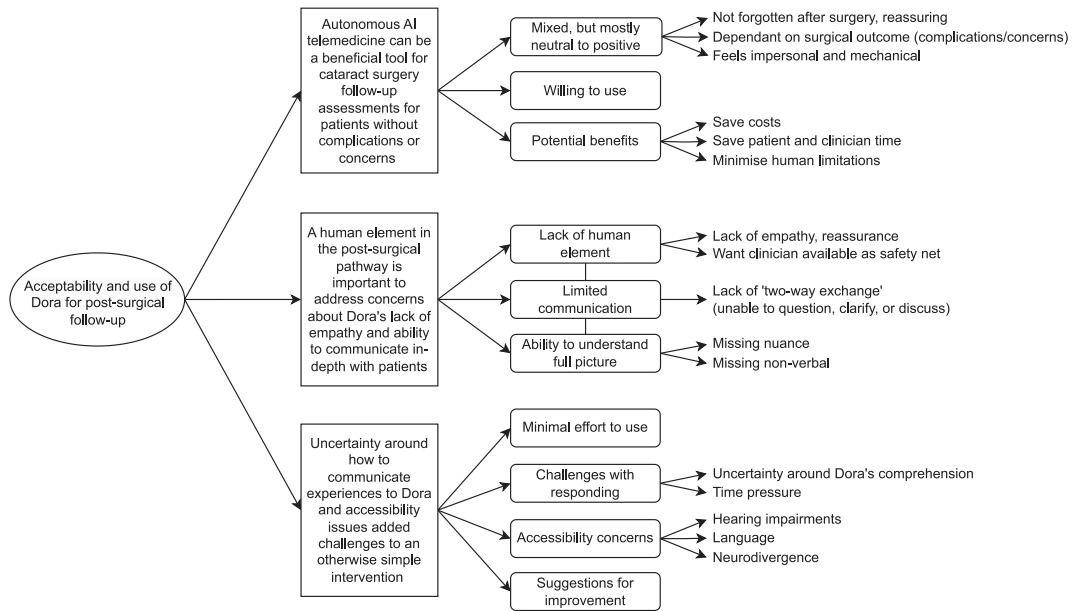 Acceptability and use of
Dora for post-surgical
follow-up
Autonomous AI
telemedicine can be
a beneficial tool for
cataract surgery
follow-up
assessments for
patients without
complications or
concerns
Mixed, but mostly
neutral to positive
Not forgotten after surgery, reassuring
Dependant on surgical outcome (complications/concerns)
Feels impersonal and mechanical
Willing to use
Potential benefits
Save costs
Save patient and clinician time
Minimise human limitations
A human element in
the post-surgical
pathway is
important to
address concerns
about Dora's lack of
empathy and ability
to communicate in-
depth with patients
Lack of human
element
Lack of empathy, reassurance
Want clinician available as safety net
Limited
communication
Lack of 'two-way exchange'
(unable to question, clarify, or discuss)
Ability to understand
full picture
Missing nuance
Missing non-verbal
Uncertainty around
how to
communicate
experiences to Dora
and accessibility
issues added
challenges to an
otherwise simple
intervention
Minimal effort to use
Challenges with
responding
Uncertainty around Dora's comprehension
Time pressure
Accessibility concerns
Hearing impairments
Language
Neurodivergence
Suggestions for
improvement